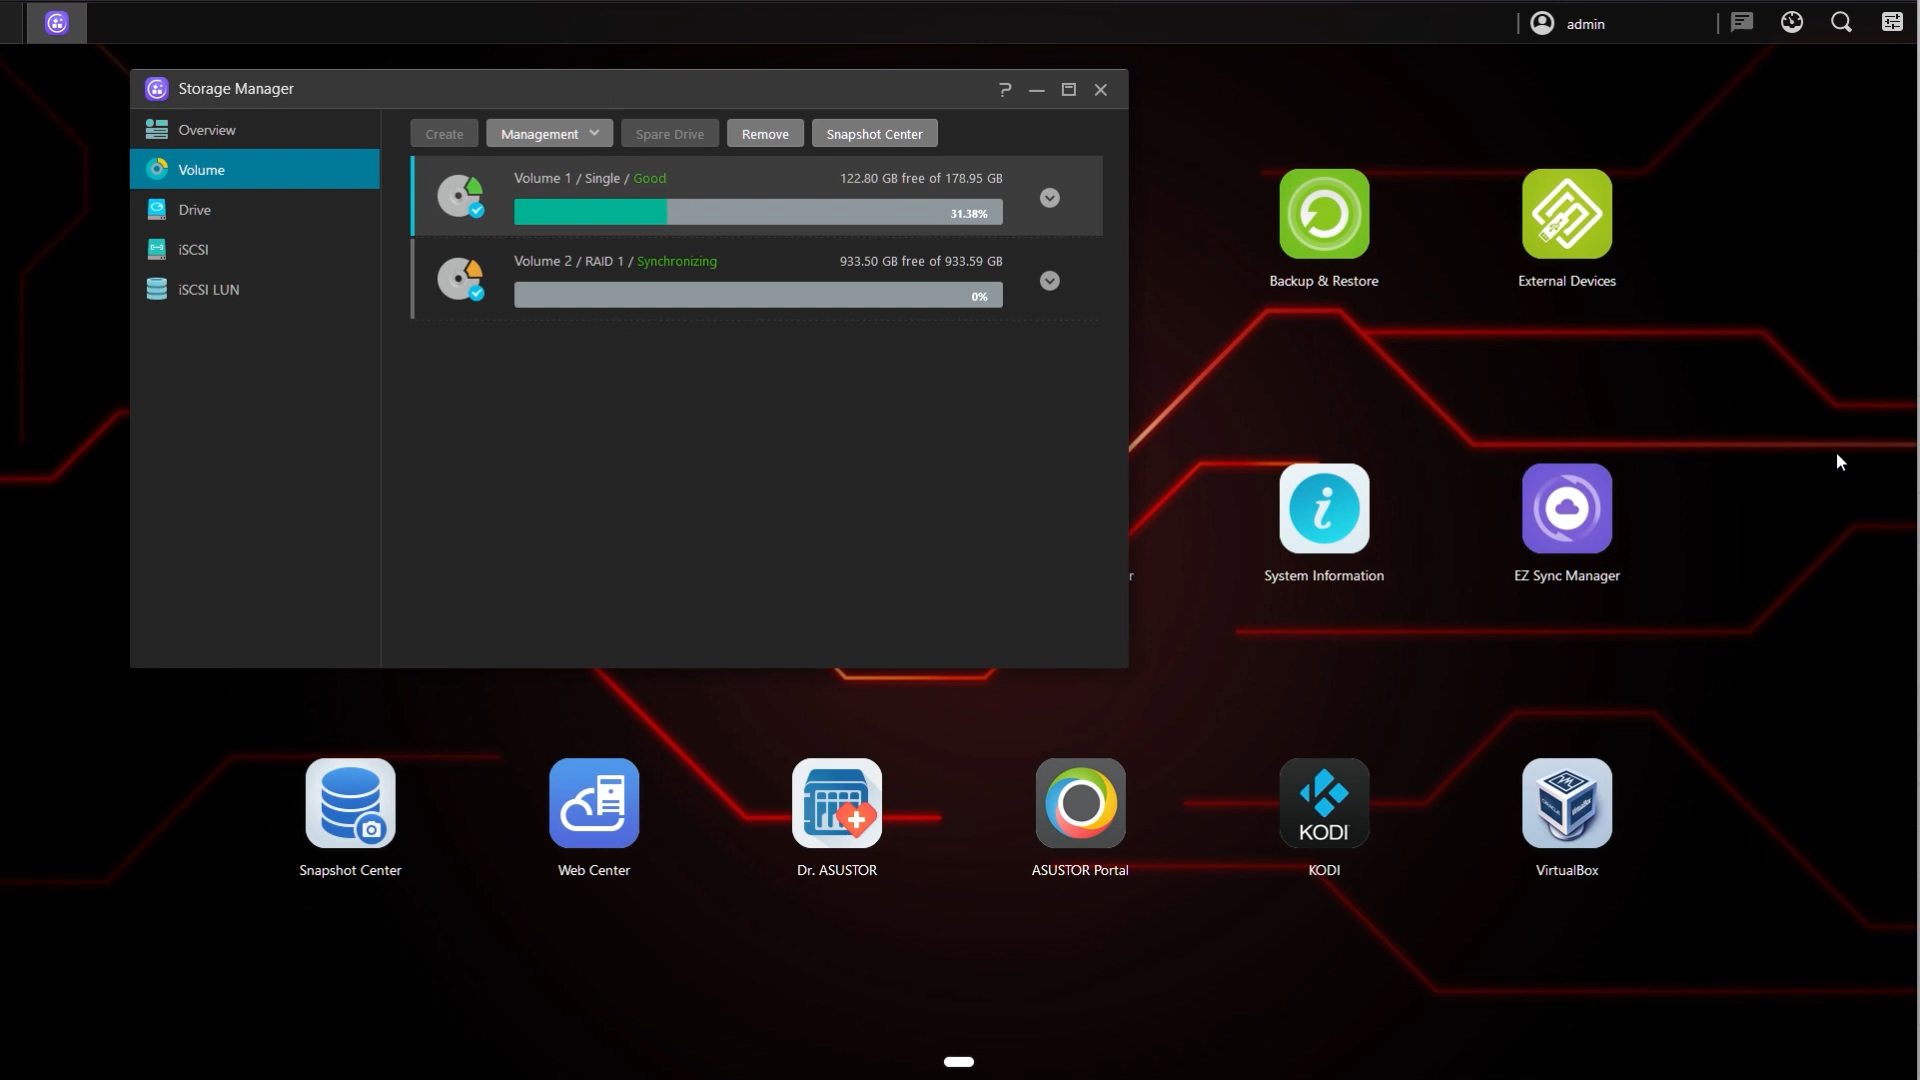 admin
Storage Manager
Overview
Volume
Drive
iSCSI
iSCSI LUN
Create
Management
Spare Drive
Remove
Snapshot Center
Volume 1 / Single / Good
122.80 GB free of 178.95 GB
31.38%
Volume 2 / RAID 1 / Synchronizing
933.50 GB free of 933.59 GB
0%
Backup & Restore
External Devices
r
System Information
EZ Sync Manager
KODI
Snapshot Center
Web Center
Dr. ASUSTOR
ASUSTOR Portal
KODI
VirtualBox